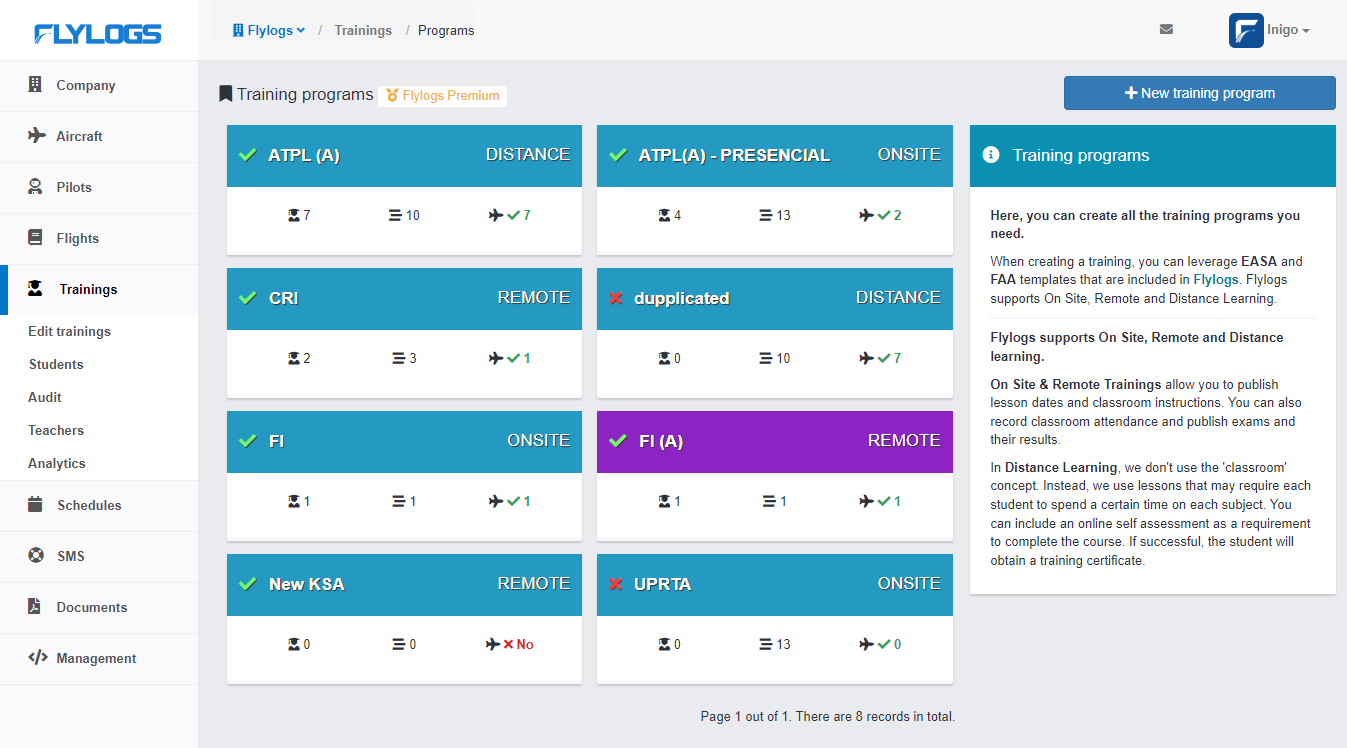 FLYLOGS
Flylogs / Trainings / Programs
Inigo
Company
Aircraft
Pilots
Flights
Trainings
Edit trainings
Students
Audit
Teachers
Analytics
Schedules
SMS
Documents
Management
Training programs Flylogs Premium
New training program
ATPL (A) DISTANCE
7 10 7
ATPL(A) - PRESENCIAL ONSITE
4 13 2
CRI REMOTE
2 3 1
dupplicated DISTANCE
0 10 7
FI ONSITE
1 1 1
FI (A) REMOTE
1 1 1
New KSA REMOTE
0 0 No
UPRTA ONSITE
0 13 0
Page 1 out of 1. There are 8 records in total.
Training programs
Here, you can create all the training programs you
need.
When creating a training, you can leverage EASA and
FAA templates that are included in Flylogs. Flylogs
supports On Site, Remote and Distance Learning.
Flylogs supports On Site, Remote and Distance
learning.
On Site & Remote Trainings allow you to publish
lesson dates and classroom instructions. You can also
record classroom attendance and publish exams and
their results.
In Distance Learning, we don't use the 'classroom'
concept. Instead, we use lessons that may require each
student to spend a certain time on each subject. You
can include an online self assessment as a requirement
to complete the course. If successful, the student will
obtain a training certificate.